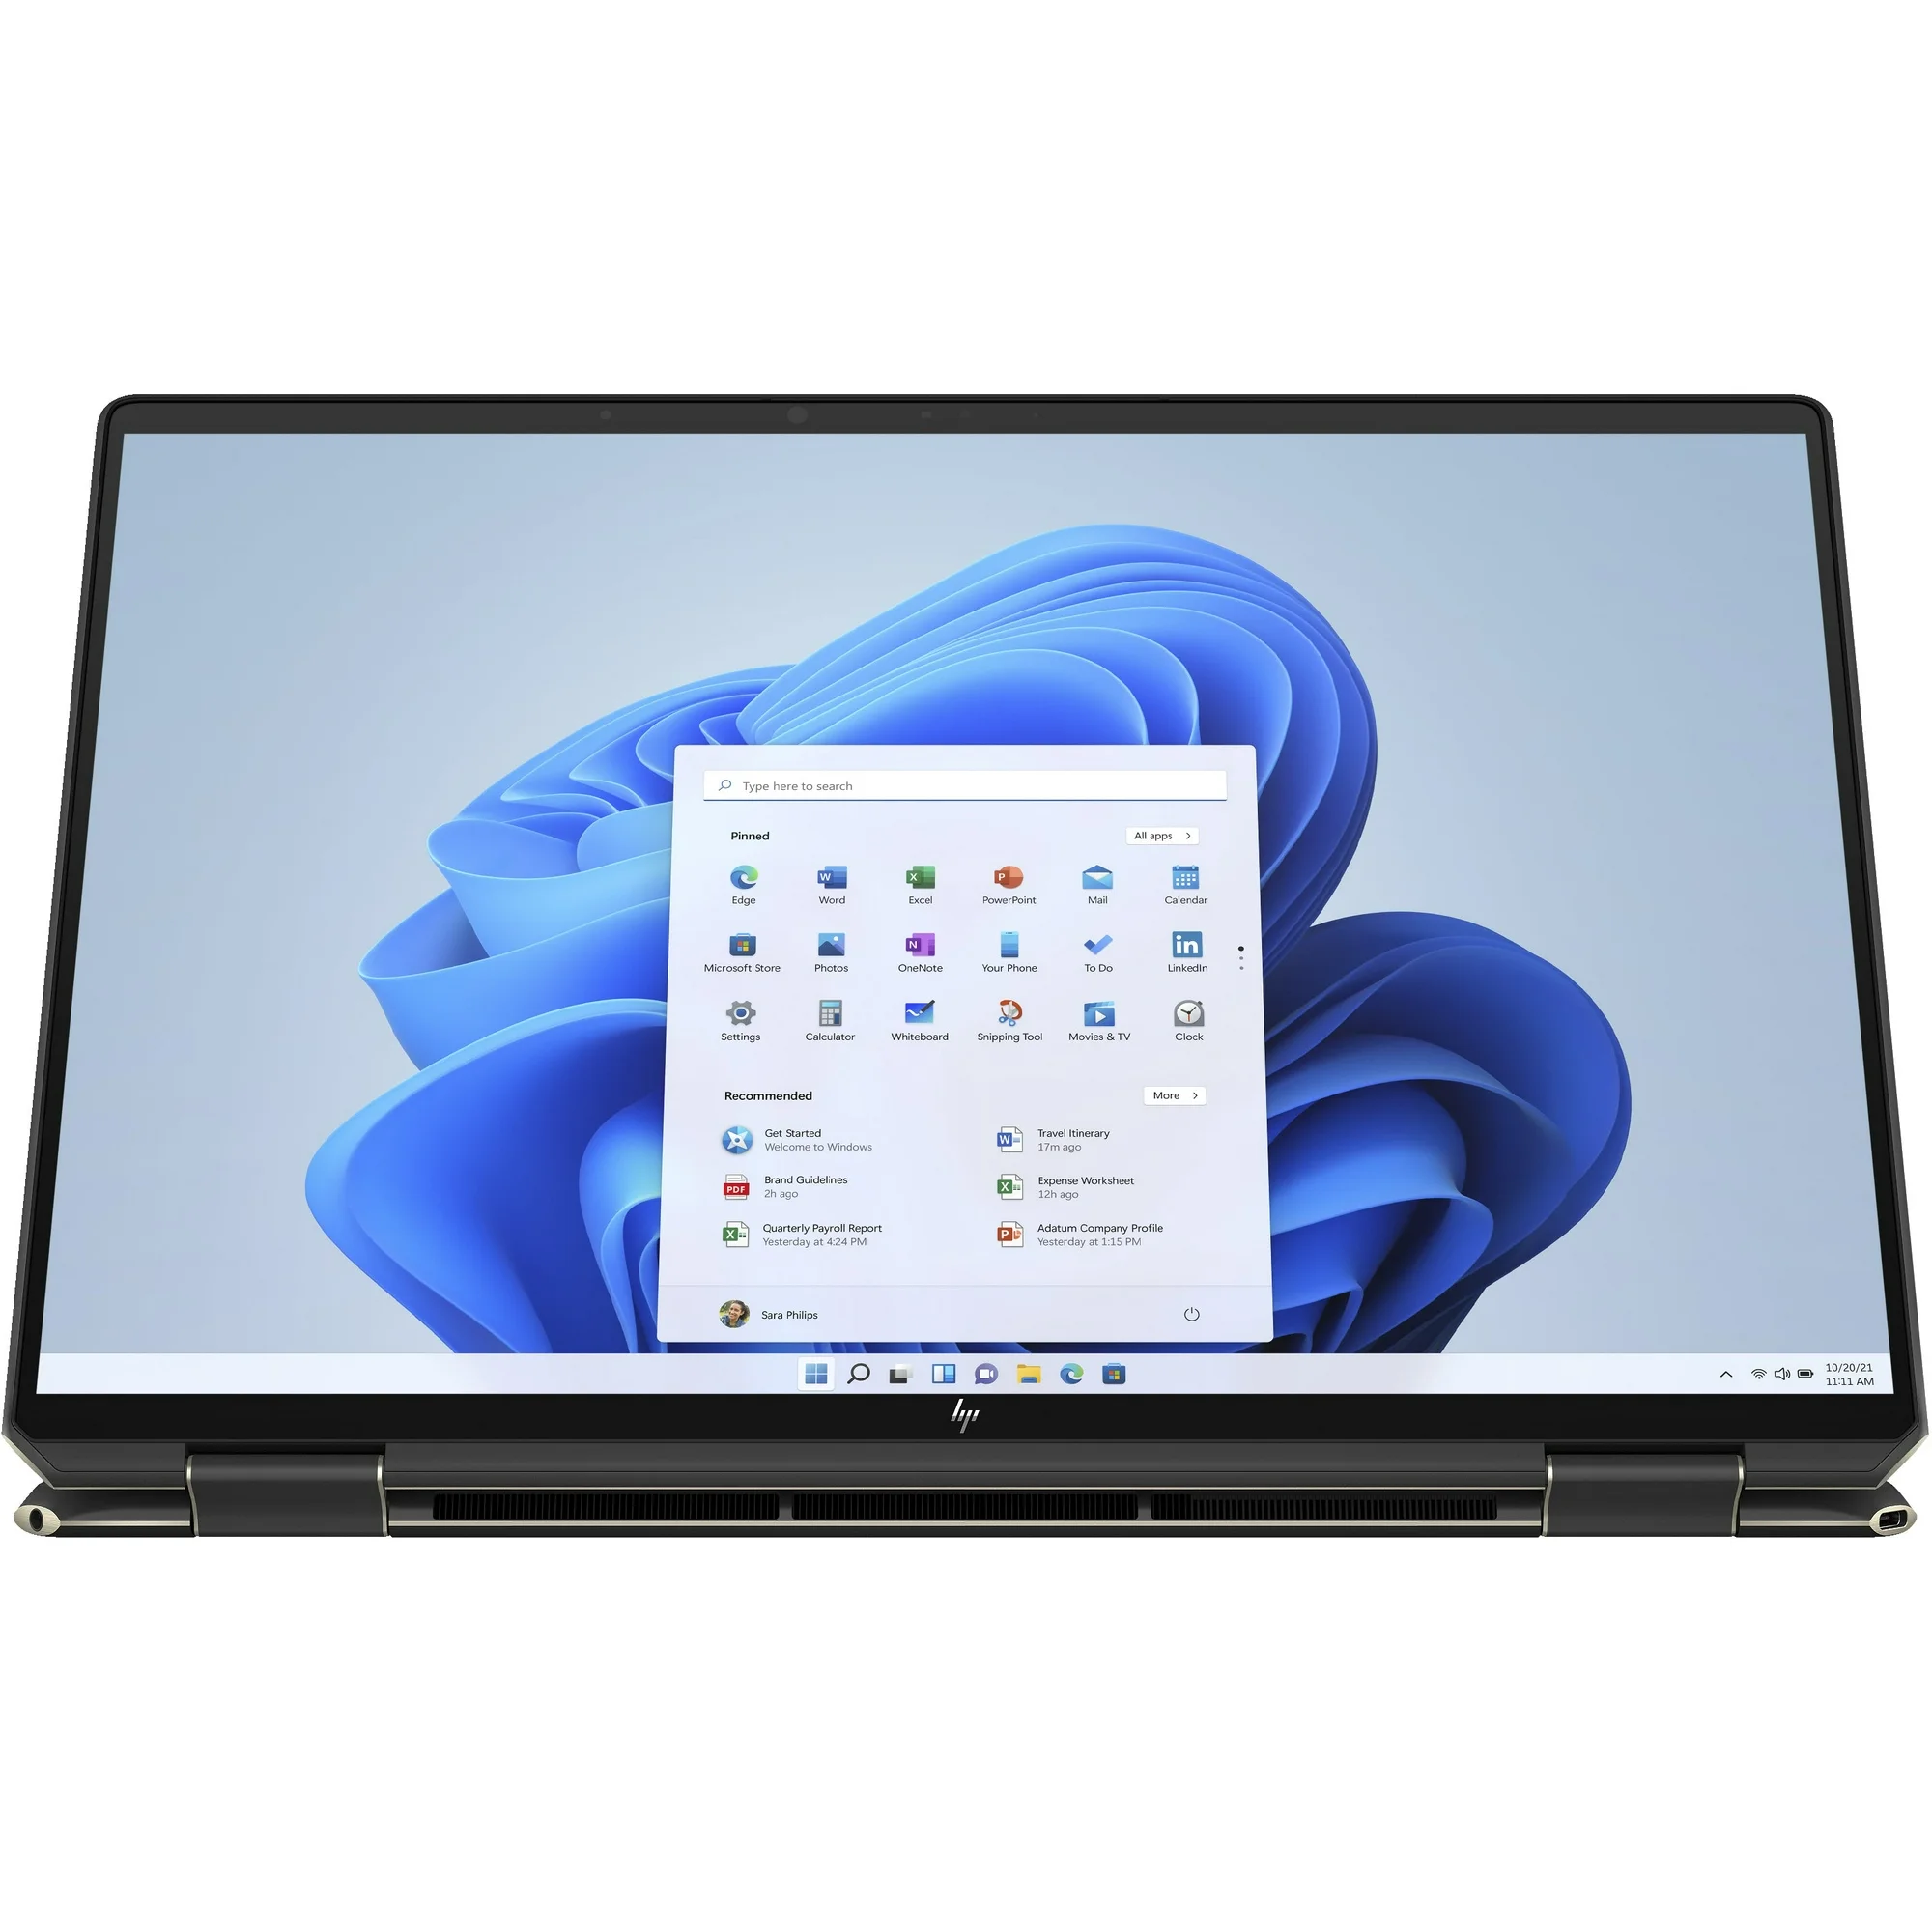 Type here to search
Pinned
All apps
Edge
Word
Excel
PowerPoint
Mail
Calendar
Microsoft Store
Photos
OneNote
Your Phone
To Do
LinkedIn
Settings
Calculator
Whiteboard
Snipping Tool
Movies & TV
Clock
Recommended
More
Get Started
Welcome to Windows
Travel Itinerary
17m ago
Brand Guidelines
2h ago
Expense Worksheet
12h ago
Quarterly Payroll Report
Yesterday at 4:24 PM
Adatum Company Profile
Yesterday at 1:15 PM
Sara Philips
10/20/21
11:11 AM
hp